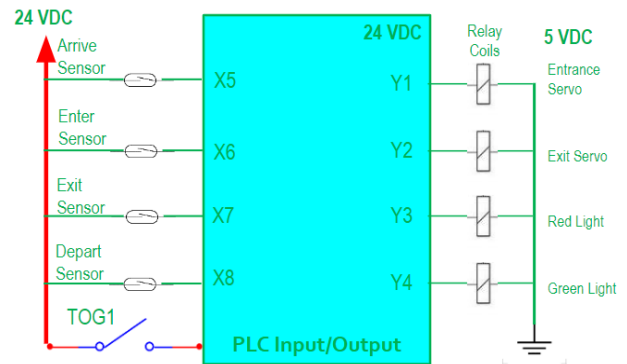 24 VDC
Arrive
Sensor
Enter
Sensor
Exit
Sensor
Depart
Sensor
TOG1
24 VDC
X5
X6
X7
X8
Y1
Y2
Y3
Y4
PLC Input/Output
Relay
Coils
5 VDC
Entrance
Servo
Exit Servo
Red Light
Green Light